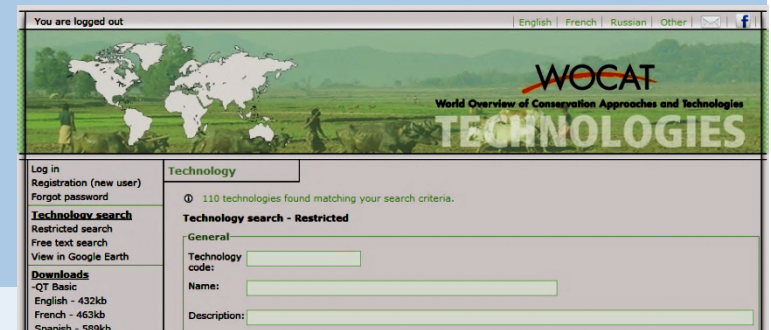 You are logged out
| English | French | Russian | Other | | f |
WOCAT
World Overview of Conservation Approaches and Technologies
TECHNOLOGIES
Log in
Registration (new user)
Forgot password
Technology search
Restricted search
Free text search
View in Google Earth
Downloads
-QT Basic
English - 432kb
French - 463kb
Spanish - 589kb
Technology
110 technologies found matching your search criteria.
Technology search - Restricted
General
Technology
code:
Name:
Description: